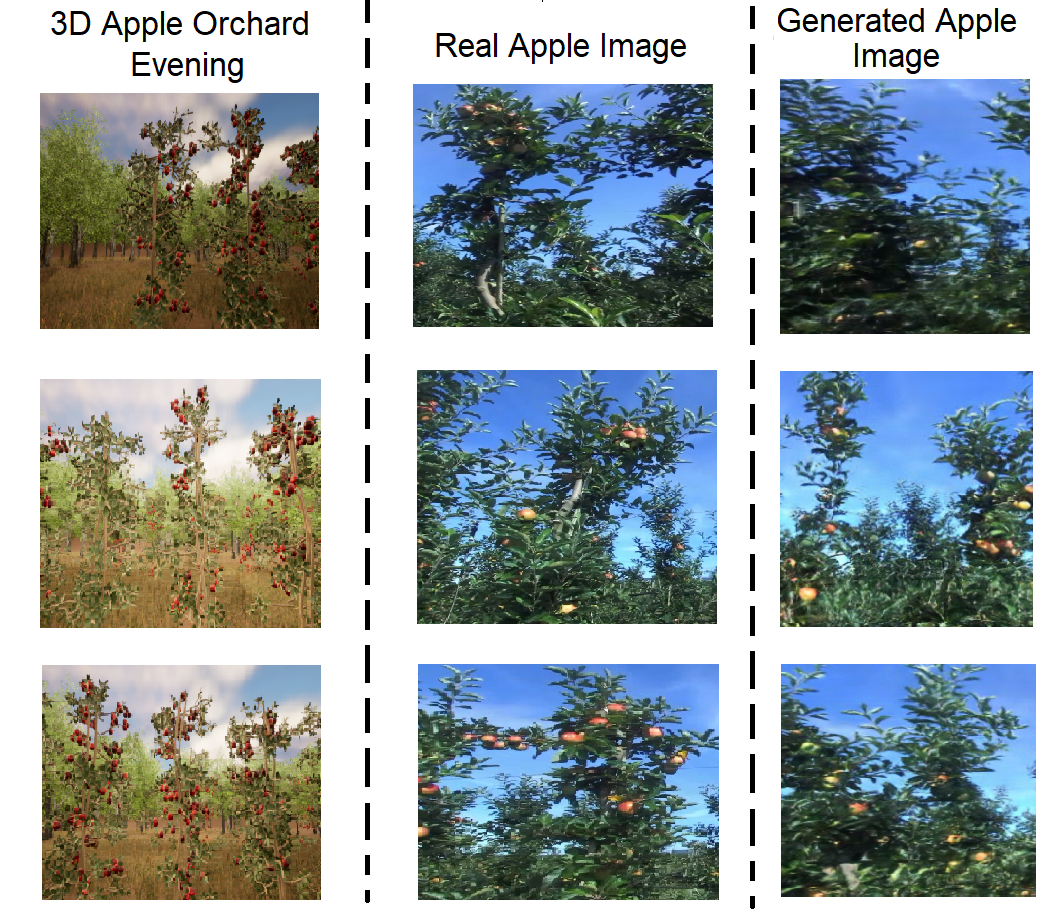 3D Apple Orchard
Evening
Real Apple Image
Generated Apple
Image